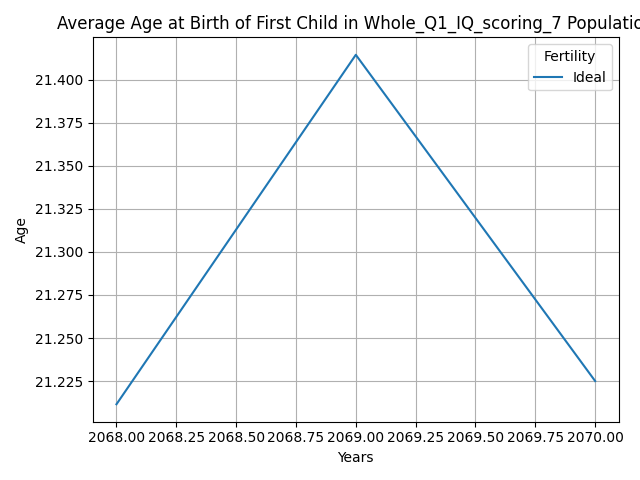 Average Age at Birth of First Child in Whole_Q1_IQ_scoring_7 Populatio
Fertility
Ideal
21.400
21.375
21.350
21.325
21.300
21.275
21.250
21.225
Age
2068.00 2068.25 2068.50 2068.75 2069.00 2069.25 2069.50 2069.75 2070.00
Years